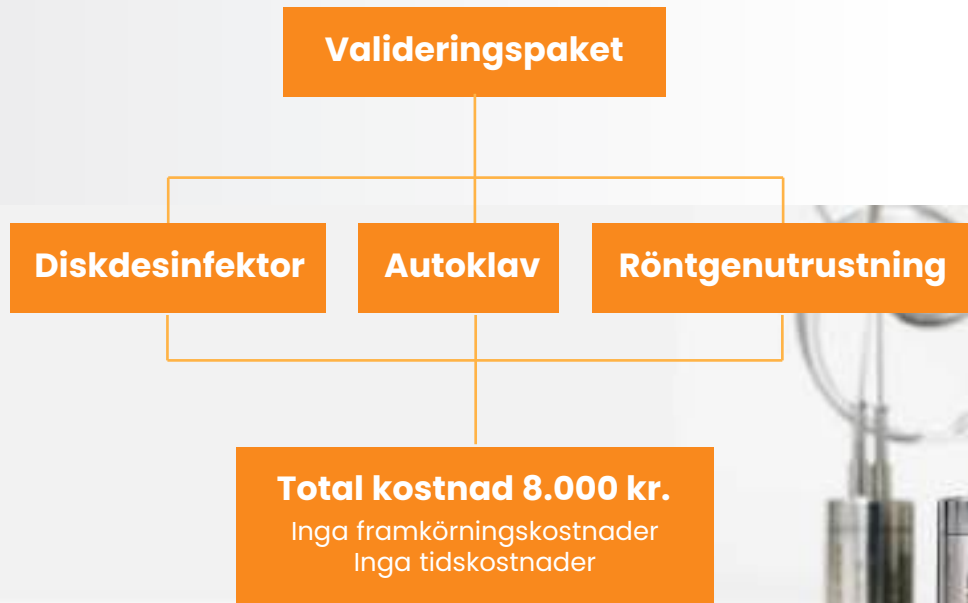 Valideringspaket
Diskdesinfektor
Autoklav
Röntgenutrustning
Total kostnad 8.000 kr.
Inga framkörningskostnader
Inga tidskostnader